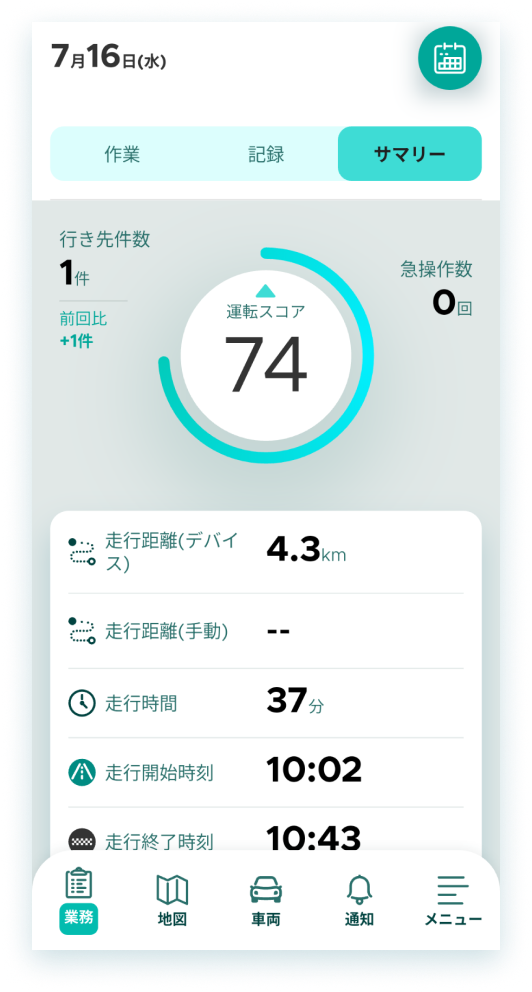 7月16日(水)
作業
記録
サマリー
行き先件数
1件
前回比
+1件
急操作数
0回
運転スコア
74
走行距離(デバイ
ス)
4.3km
走行距離(手動)
--
走行時間
37分
走行開始時刻
10:02
走行終了時刻
10:43
業務
地図
車両
通知
メニュー